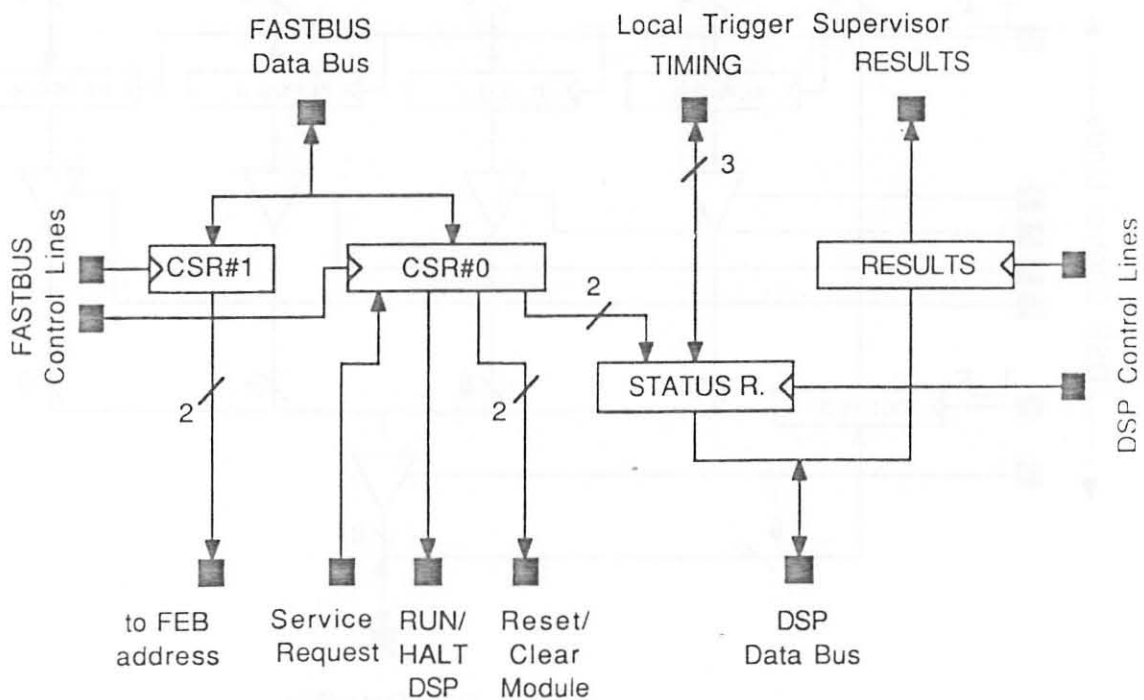 FASTBUS
Data Bus
Local Trigger Supervisor
TIMING
RESULTS
3
FASTBUS
Control Lines
CSR#1
CSR#0
RESULTS
DSP Control Lines
2
STATUS R.
2
2
to FEB
address
Service
Request
RUN/
HALT
DSP
Reset/
Clear
Module
DSP
Data Bus